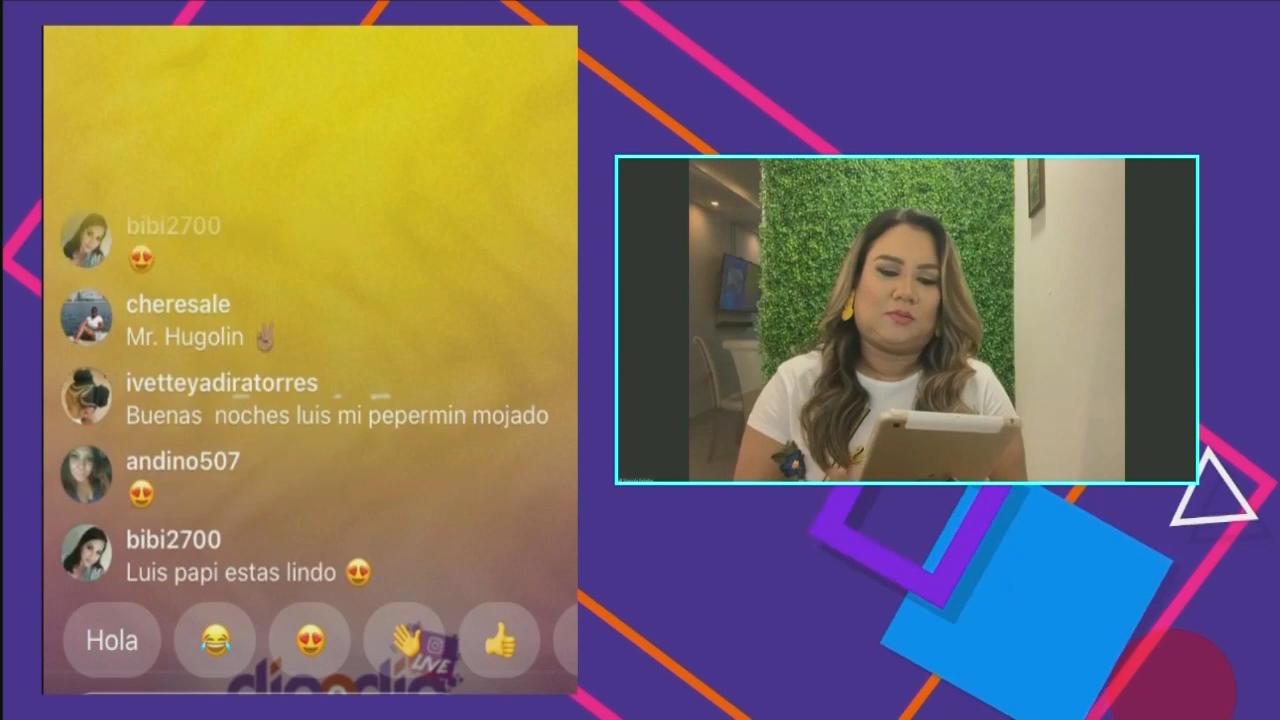 bibi2700
😍
cheresale
Mr. Hugolin ✌🏽
ivetteyadiratorres
Buenas noches luis mi pepermin mojado
andino507
😍
bibi2700
Luis papi estas lindo 😍
Hola 😂 😍 👋 👍
LIVE